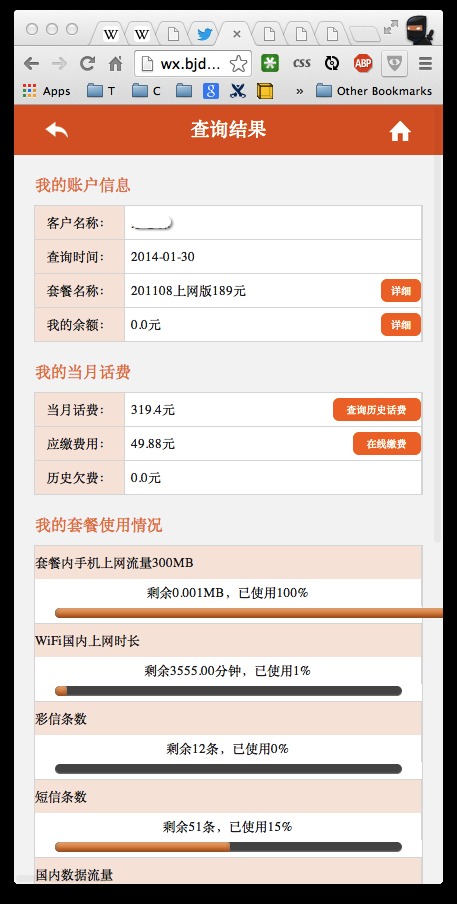 W W
wx.bjd... css ABP
Apps T C g X » Other Bookmarks
查询结果
我的账户信息
客户名称：
查询时间： 2014-01-30
套餐名称： 201108上网版189元 详细
我的余额： 0.0元 详细
我的当月话费
当月话费： 319.4元 查询历史话费
应缴费用： 49.88元 在线缴费
历史欠费： 0.0元
我的套餐使用情况
套餐内手机上网流量300MB
剩余0.001MB，已使用100%
WiFi国内上网时长
剩余3555.00分钟，已使用1%
彩信条数
剩余12条，已使用0%
短信条数
剩余51条，已使用15%
国内数据流量